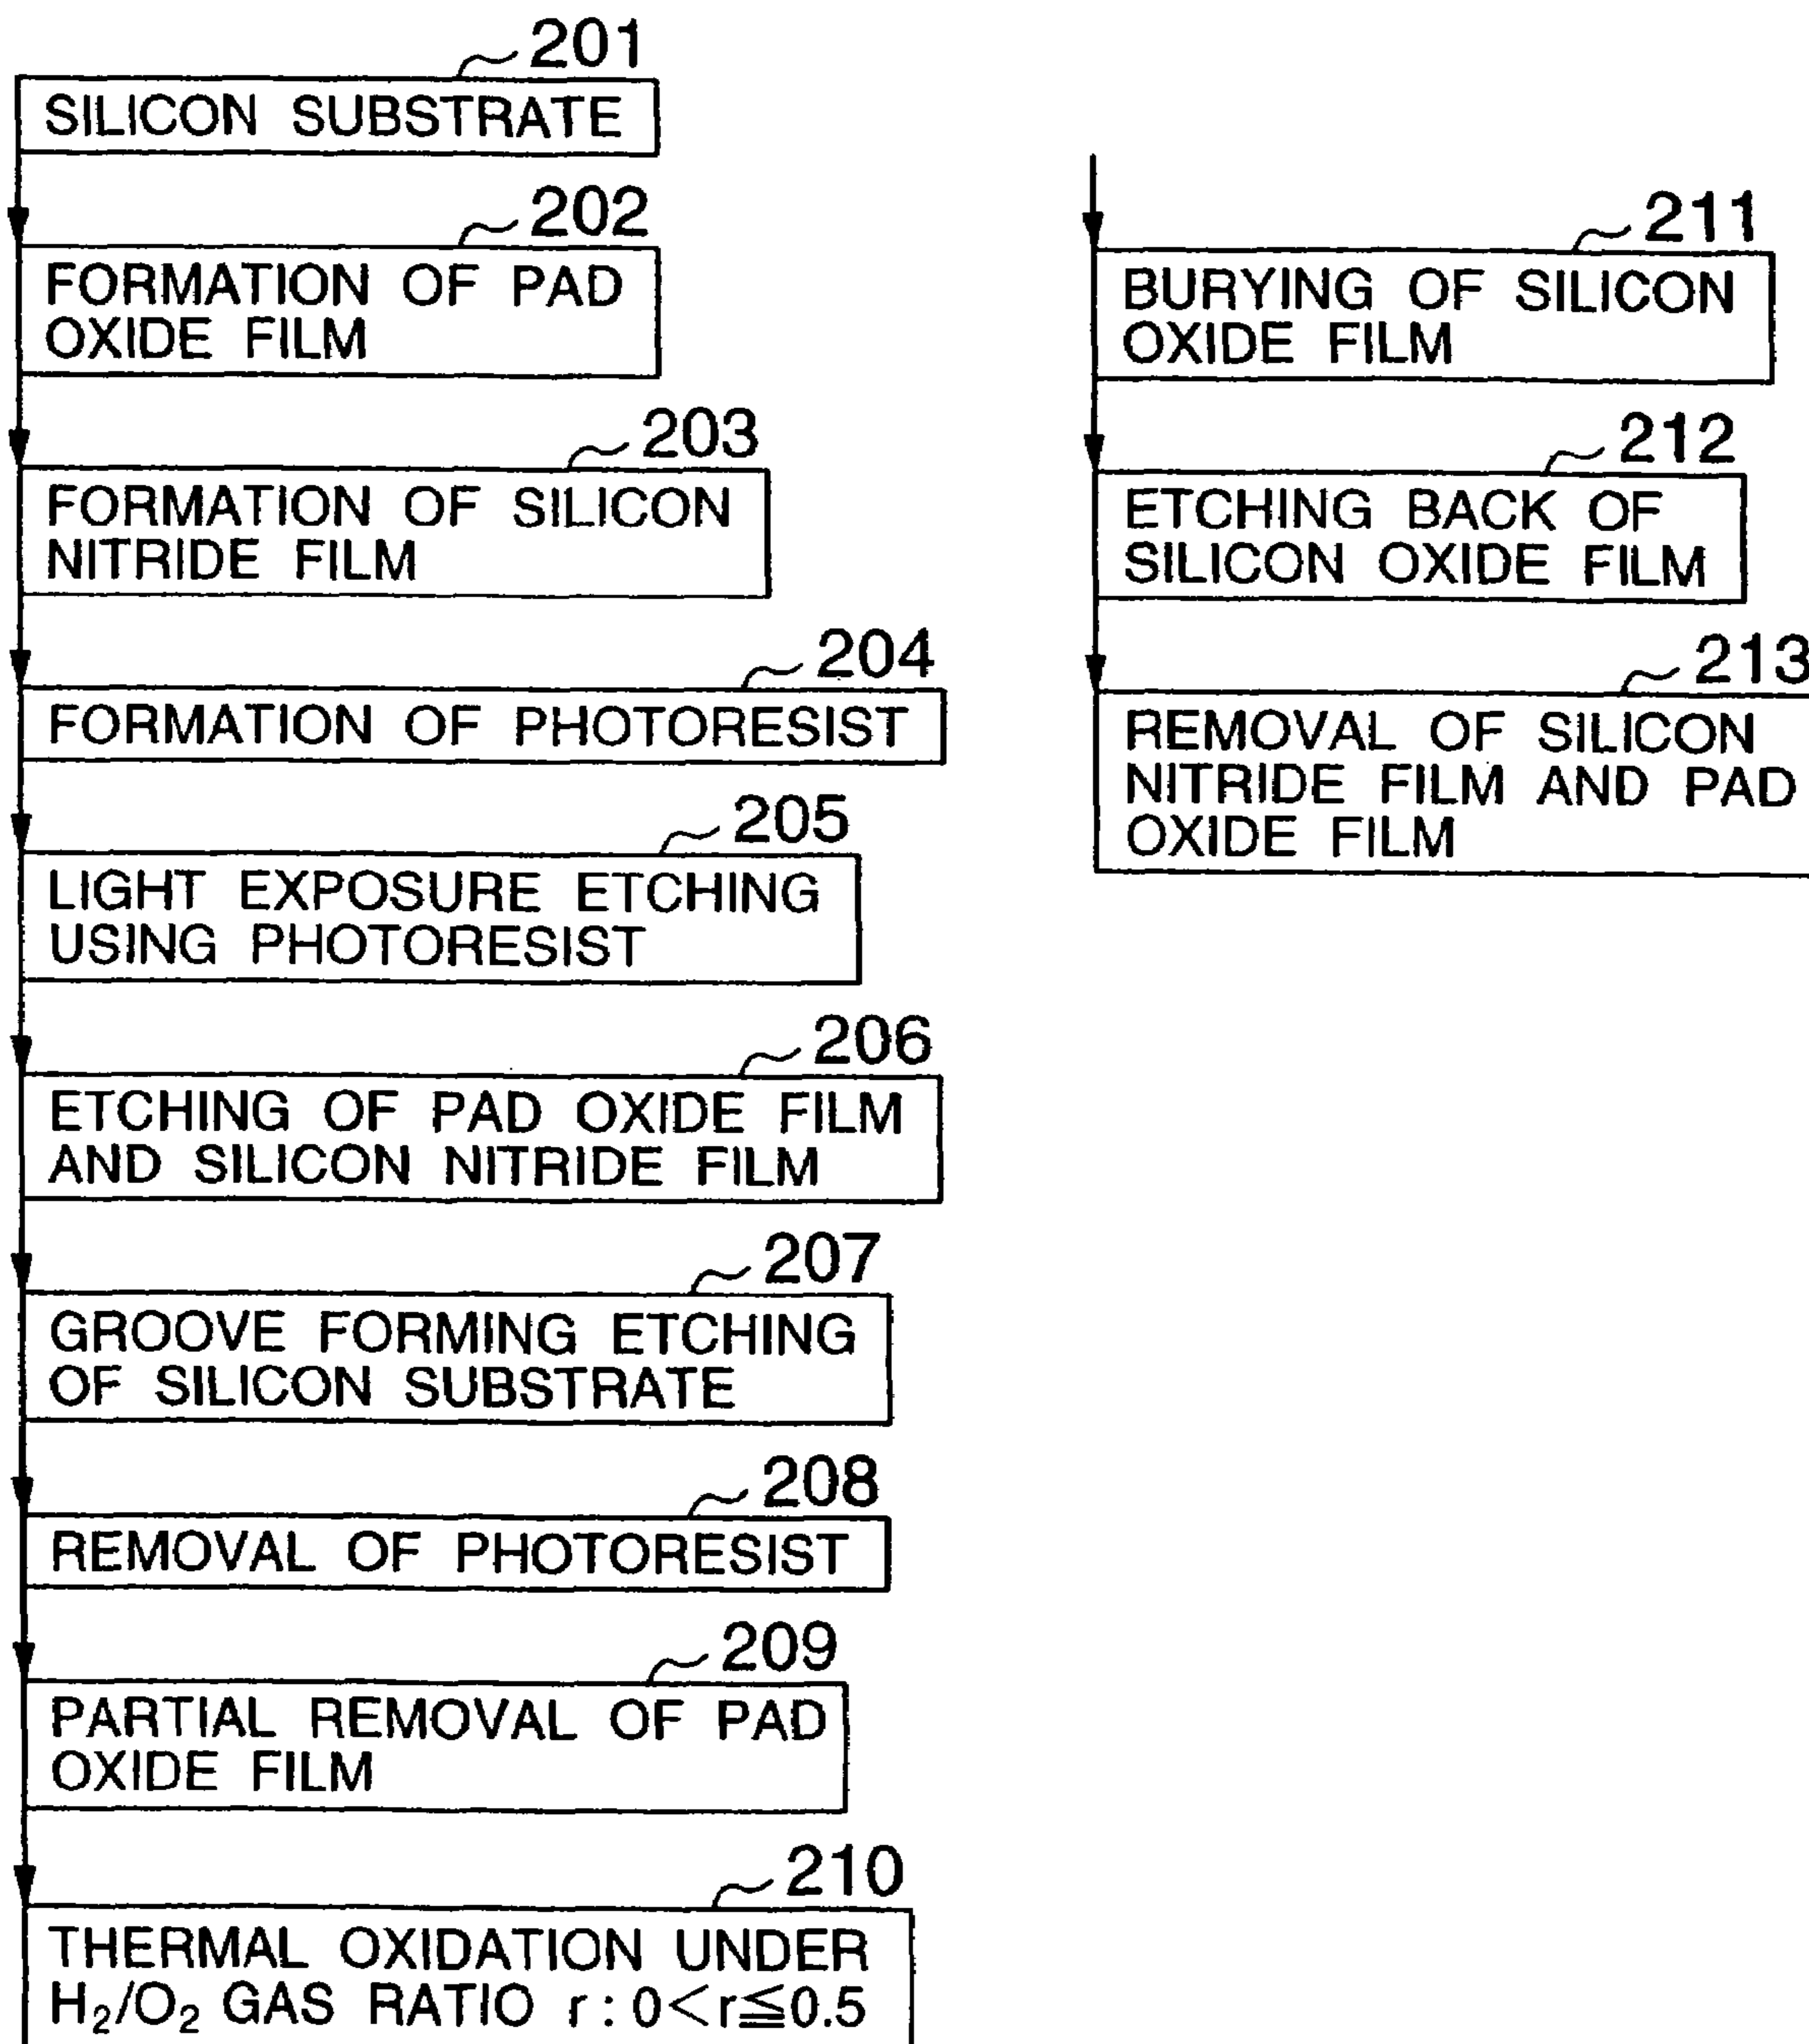 201
SILICON SUBSTRATE
202
FORMATION OF PAD
OXIDE FILM
203
FORMATION OF SILICON
NITRIDE FILM
204
FORMATION OF PHOTORESIST
205
LIGHT EXPOSURE ETCHING
USING PHOTORESIST
206
ETCHING OF PAD OXIDE FILM
AND SILICON NITRIDE FILM
207
GROOVE FORMING ETCHING
OF SILICON SUBSTRATE
208
REMOVAL OF PHOTORESIST
209
PARTIAL REMOVAL OF PAD
OXIDE FILM
210
THERMAL OXIDATION UNDER
H₂/O₂ GAS RATIO r : 0<r≦0.5
211
BURYING OF SILICON
OXIDE FILM
212
ETCHING BACK OF
SILICON OXIDE FILM
213
REMOVAL OF SILICON
NITRIDE FILM AND PAD
OXIDE FILM